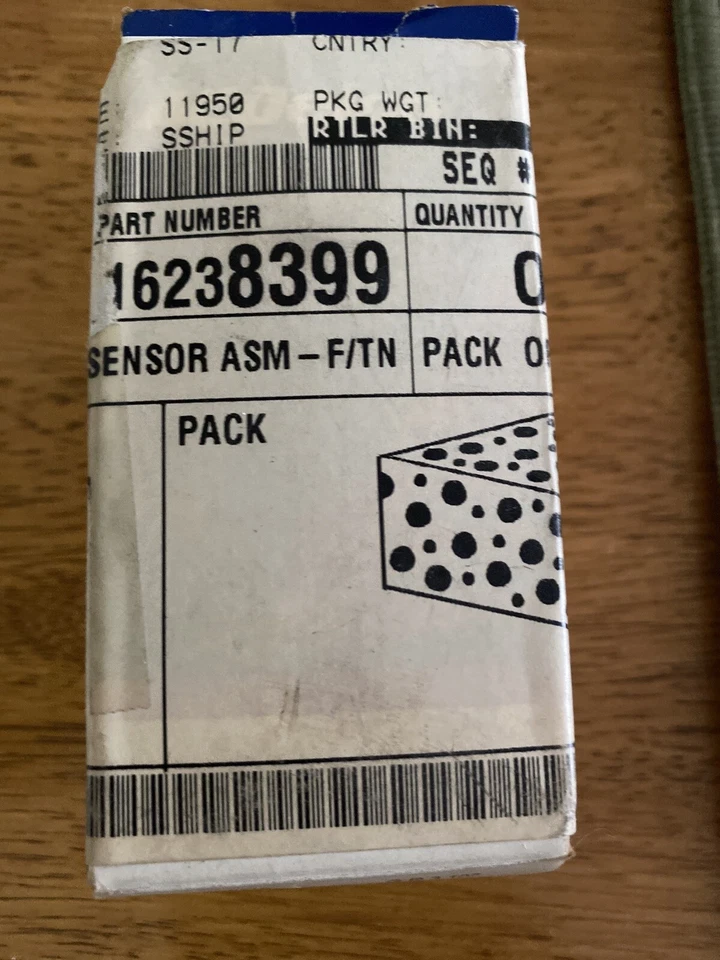 SS-17 CNTRY:
E: 11950 PKG WGT:
E: SSHIP RTLR BIN:
SEQ #
PART NUMBER QUANTITY
16238399 0
SENSOR ASM – F/TN PACK
PACK